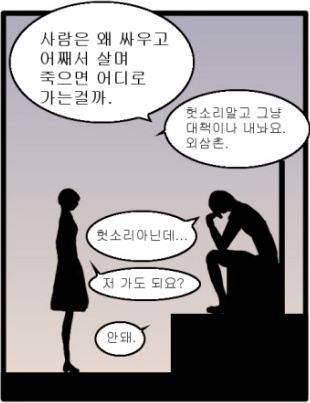 사람은 왜 싸우고
어째서 살며
죽으면 어디로
가는걸까.
헛소리말고 그냥
대책이나 내놔요.
외삼촌.
헛소리아닌데...
저 가도 되요?
안돼.